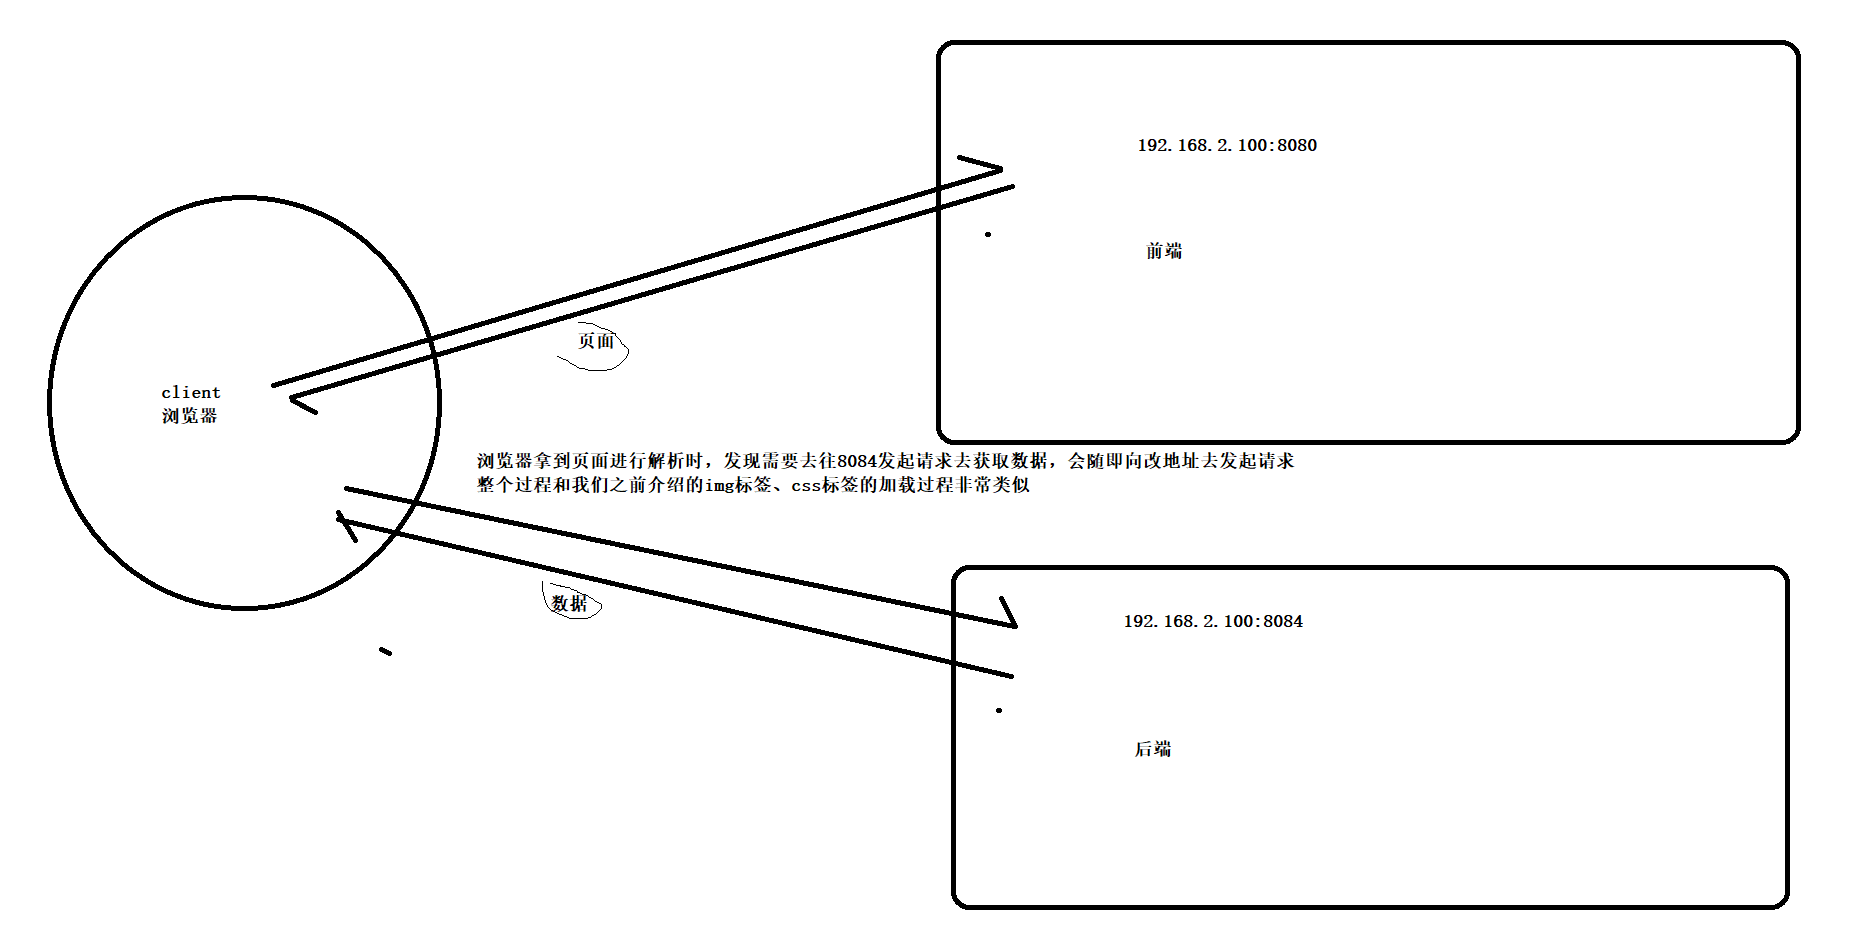 192.168.2.100:8080
前端
页面
client
浏览器
浏览器拿到页面进行解析时，发现需要去往8084发起请求去获取数据，会随即向改地址去发起请求
整个过程和我们之前介绍的img标签、css标签的加载过程非常类似
数据
192.168.2.100:8084
后端